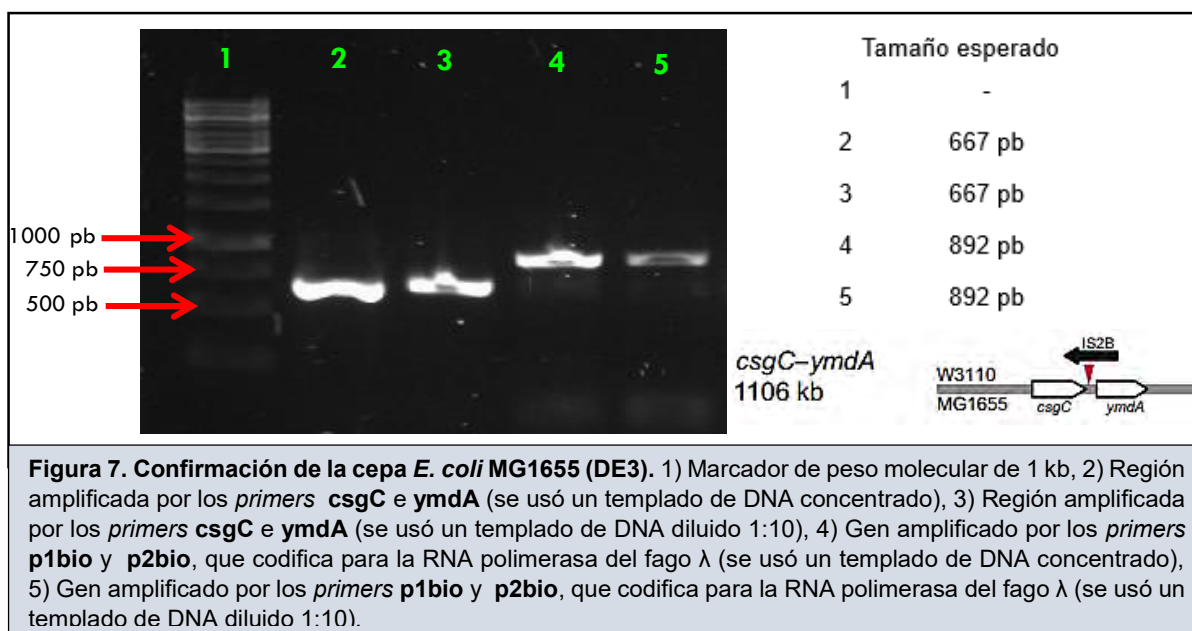 1 2 3 4 5
1000 pb
750 pb
500 pb
Tamaño esperado
1 -
2 667 pb
3 667 pb
4 892 pb
5 892 pb
csgC–ymdA
1106 kb
IS2B
W3110
MG1655
csgC ymdA
Figura 7. Confirmación de la cepa E. coli MG1655 (DE3). 1) Marcador de peso molecular de 1 kb, 2) Región
amplificada por los primers csgC e ymdA (se usó un templado de DNA concentrado), 3) Región amplificada
por los primers csgC e ymdA (se usó un templado de DNA diluido 1:10), 4) Gen amplificado por los primers
p1bio y p2bio, que codifica para la RNA polimerasa del fago λ (se usó un templado de DNA concentrado),
5) Gen amplificado por los primers p1bio y p2bio, que codifica para la RNA polimerasa del fago λ (se usó un
templado de DNA diluido 1:10).